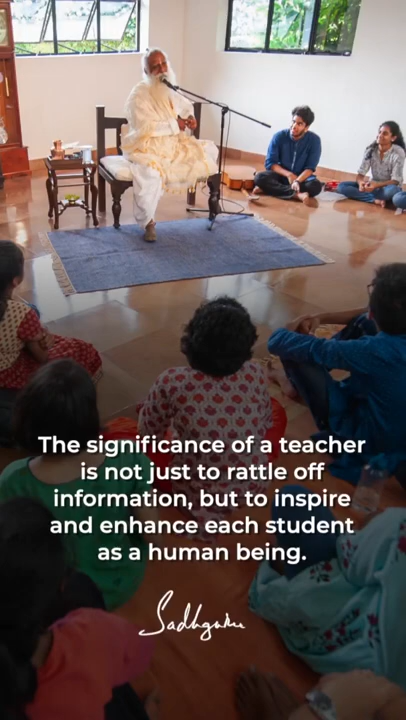 The significance of a teacher
is not just to rattle off
information, but to inspire
and enhance each student
as a human being.
Sadhguru